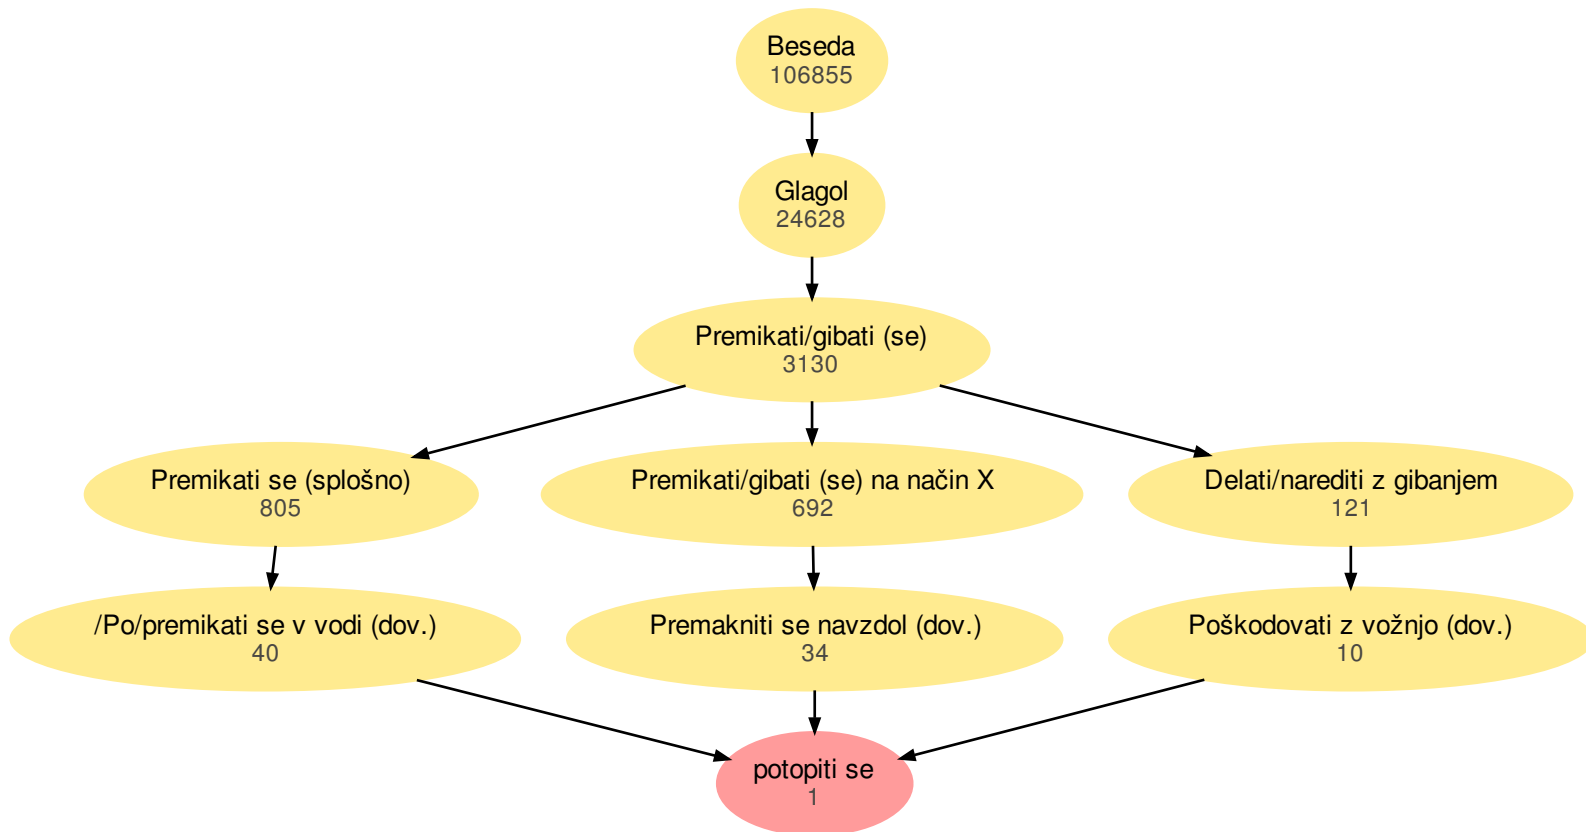 Beseda
106855
Glagol
24628
Premikati/gibati (se)
3130
Premikati se (splošno)
805
Premikati/gibati (se) na način X
692
Delati/narediti z gibanjem
121
/Po/premikati se v vodi (dov.)
40
Premakniti se navzdol (dov.)
34
Poškodovati z vožnjo (dov.)
10
potopiti se
1